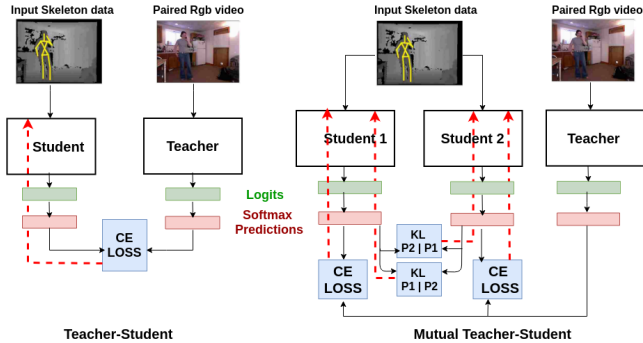 Input Skeleton data
Paired Rgb video
Student
Teacher
Logits
Softmax
Predictions
CE
LOSS
Teacher-Student
Input Skeleton data
Paired Rgb video
Student 1
Student 2
Teacher
KL
P2 | P1
KL
P1 | P2
CE
LOSS
CE
LOSS
Mutual Teacher-Student